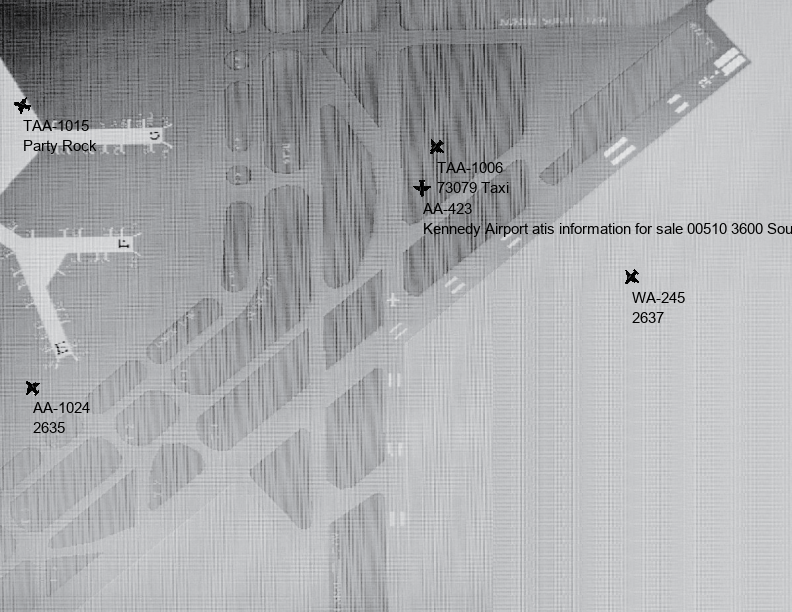 TAA-1015
Party Rock
TAA-1006
73079 Taxi
AA-423
Kennedy Airport atis information for sale 00510 3600 Sou
WA-245
2637
AA-1024
2635